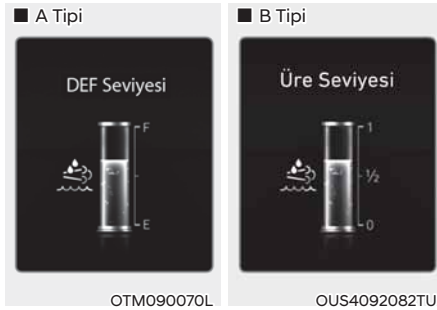 ■ A Tipi
DEF Seviyesi
F
E
OTM090070L
■ B Tipi
Üre Seviyesi
1
½
0
OUS4092082TU